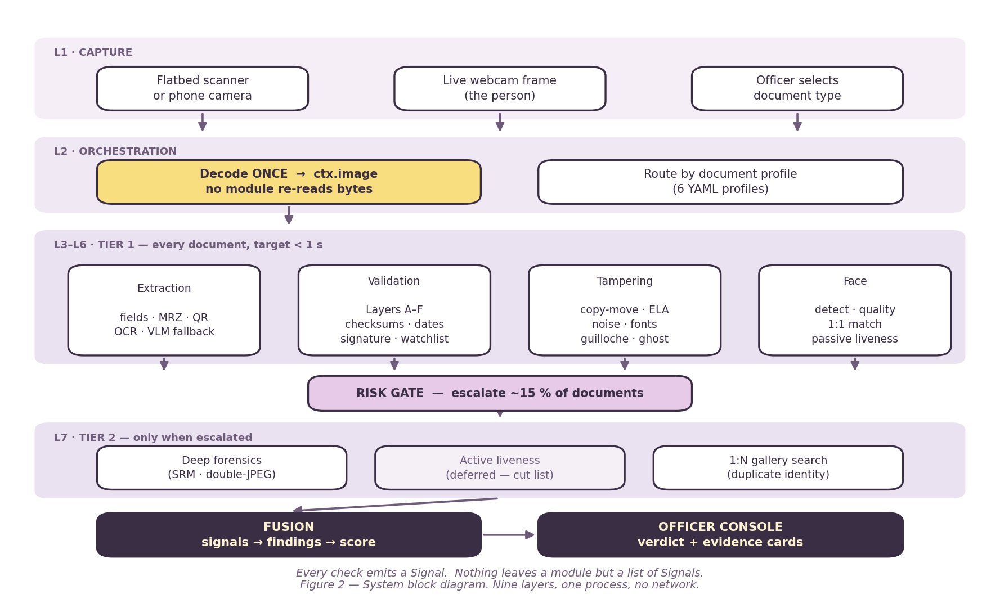 L1 · CAPTURE
Flatbed scanner
or phone camera
Live webcam frame
(the person)
Officer selects
document type
L2 · ORCHESTRATION
Decode ONCE → ctx.image
no module re-reads bytes
Route by document profile
(6 YAML profiles)
L3–L6 · TIER 1 — every document, target < 1 s
Extraction
fields · MRZ · QR
OCR · VLM fallback
Validation
Layers A–F
checksums · dates
signature · watchlist
Tampering
copy-move · ELA
noise · fonts
guilloche · ghost
Face
detect · quality
1:1 match
passive liveness
RISK GATE — escalate ~15 % of documents
L7 · TIER 2 — only when escalated
Deep forensics
(SRM · double-JPEG)
Active liveness
(deferred — cut list)
1:N gallery search
(duplicate identity)
FUSION
signals → findings → score
OFFICER CONSOLE
verdict + evidence cards
Every check emits a Signal.  Nothing leaves a module but a list of Signals.
Figure 2 — System block diagram. Nine layers, one process, no network.